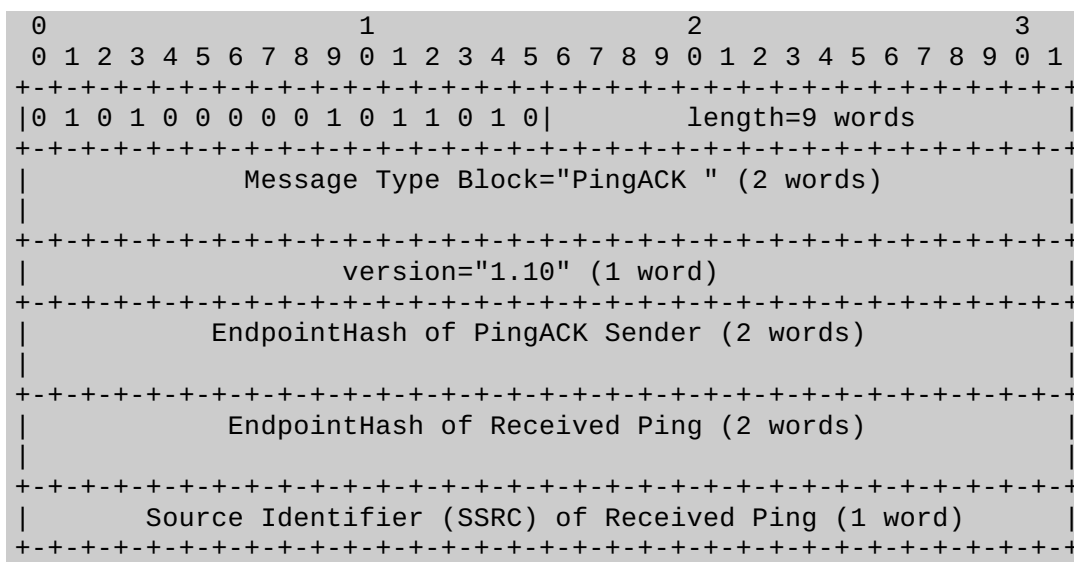 0                   1                   2                   3
 0 1 2 3 4 5 6 7 8 9 0 1 2 3 4 5 6 7 8 9 0 1 2 3 4 5 6 7 8 9 0 1
+-+-+-+-+-+-+-+-+-+-+-+-+-+-+-+-+-+-+-+-+-+-+-+-+-+-+-+-+-+-+-+-+
|0 1 0 1 0 0 0 0 0 1 0 1 1 0 1 0|        length=9 words         |
+-+-+-+-+-+-+-+-+-+-+-+-+-+-+-+-+-+-+-+-+-+-+-+-+-+-+-+-+-+-+-+-+
|             Message Type Block="PingACK " (2 words)           |
|                                                               |
+-+-+-+-+-+-+-+-+-+-+-+-+-+-+-+-+-+-+-+-+-+-+-+-+-+-+-+-+-+-+-+-+
|                   version="1.10" (1 word)                     |
+-+-+-+-+-+-+-+-+-+-+-+-+-+-+-+-+-+-+-+-+-+-+-+-+-+-+-+-+-+-+-+-+
|           EndpointHash of PingACK Sender (2 words)            |
|                                                               |
+-+-+-+-+-+-+-+-+-+-+-+-+-+-+-+-+-+-+-+-+-+-+-+-+-+-+-+-+-+-+-+-+
|            EndpointHash of Received Ping (2 words)            |
|                                                               |
+-+-+-+-+-+-+-+-+-+-+-+-+-+-+-+-+-+-+-+-+-+-+-+-+-+-+-+-+-+-+-+-+
|       Source Identifier (SSRC) of Received Ping (1 word)      |
+-+-+-+-+-+-+-+-+-+-+-+-+-+-+-+-+-+-+-+-+-+-+-+-+-+-+-+-+-+-+-+-+